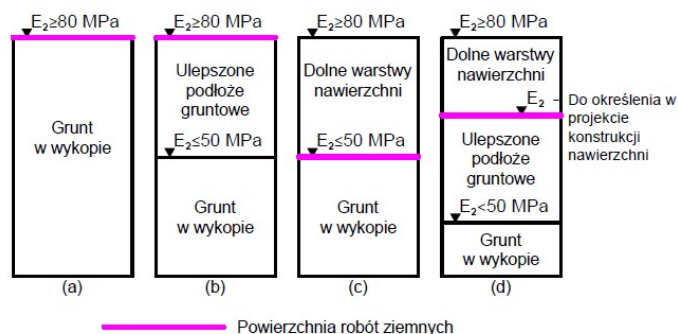 E₂≥80 MPa
Grunt
w wykopie
(a)
E₂≥80 MPa
Ulepszone
podłoże
gruntowe
E₂≤50 MPa
Grunt
w wykopie
(b)
E₂≥80 MPa
Dolne warstwy
nawierzchni
E₂≥50 MPa
Grunt
w wykopie
(c)
E₂≥80 MPa
Dolne warstwy
nawierzchni
E₂ - Do określenia w
projekcie
konstrukcji
nawierzchni
Ulepszone
podłoże
gruntowe
E₂<50 MPa
Grunt
w wykopie
(d)
Powierzchnia robót ziemnych